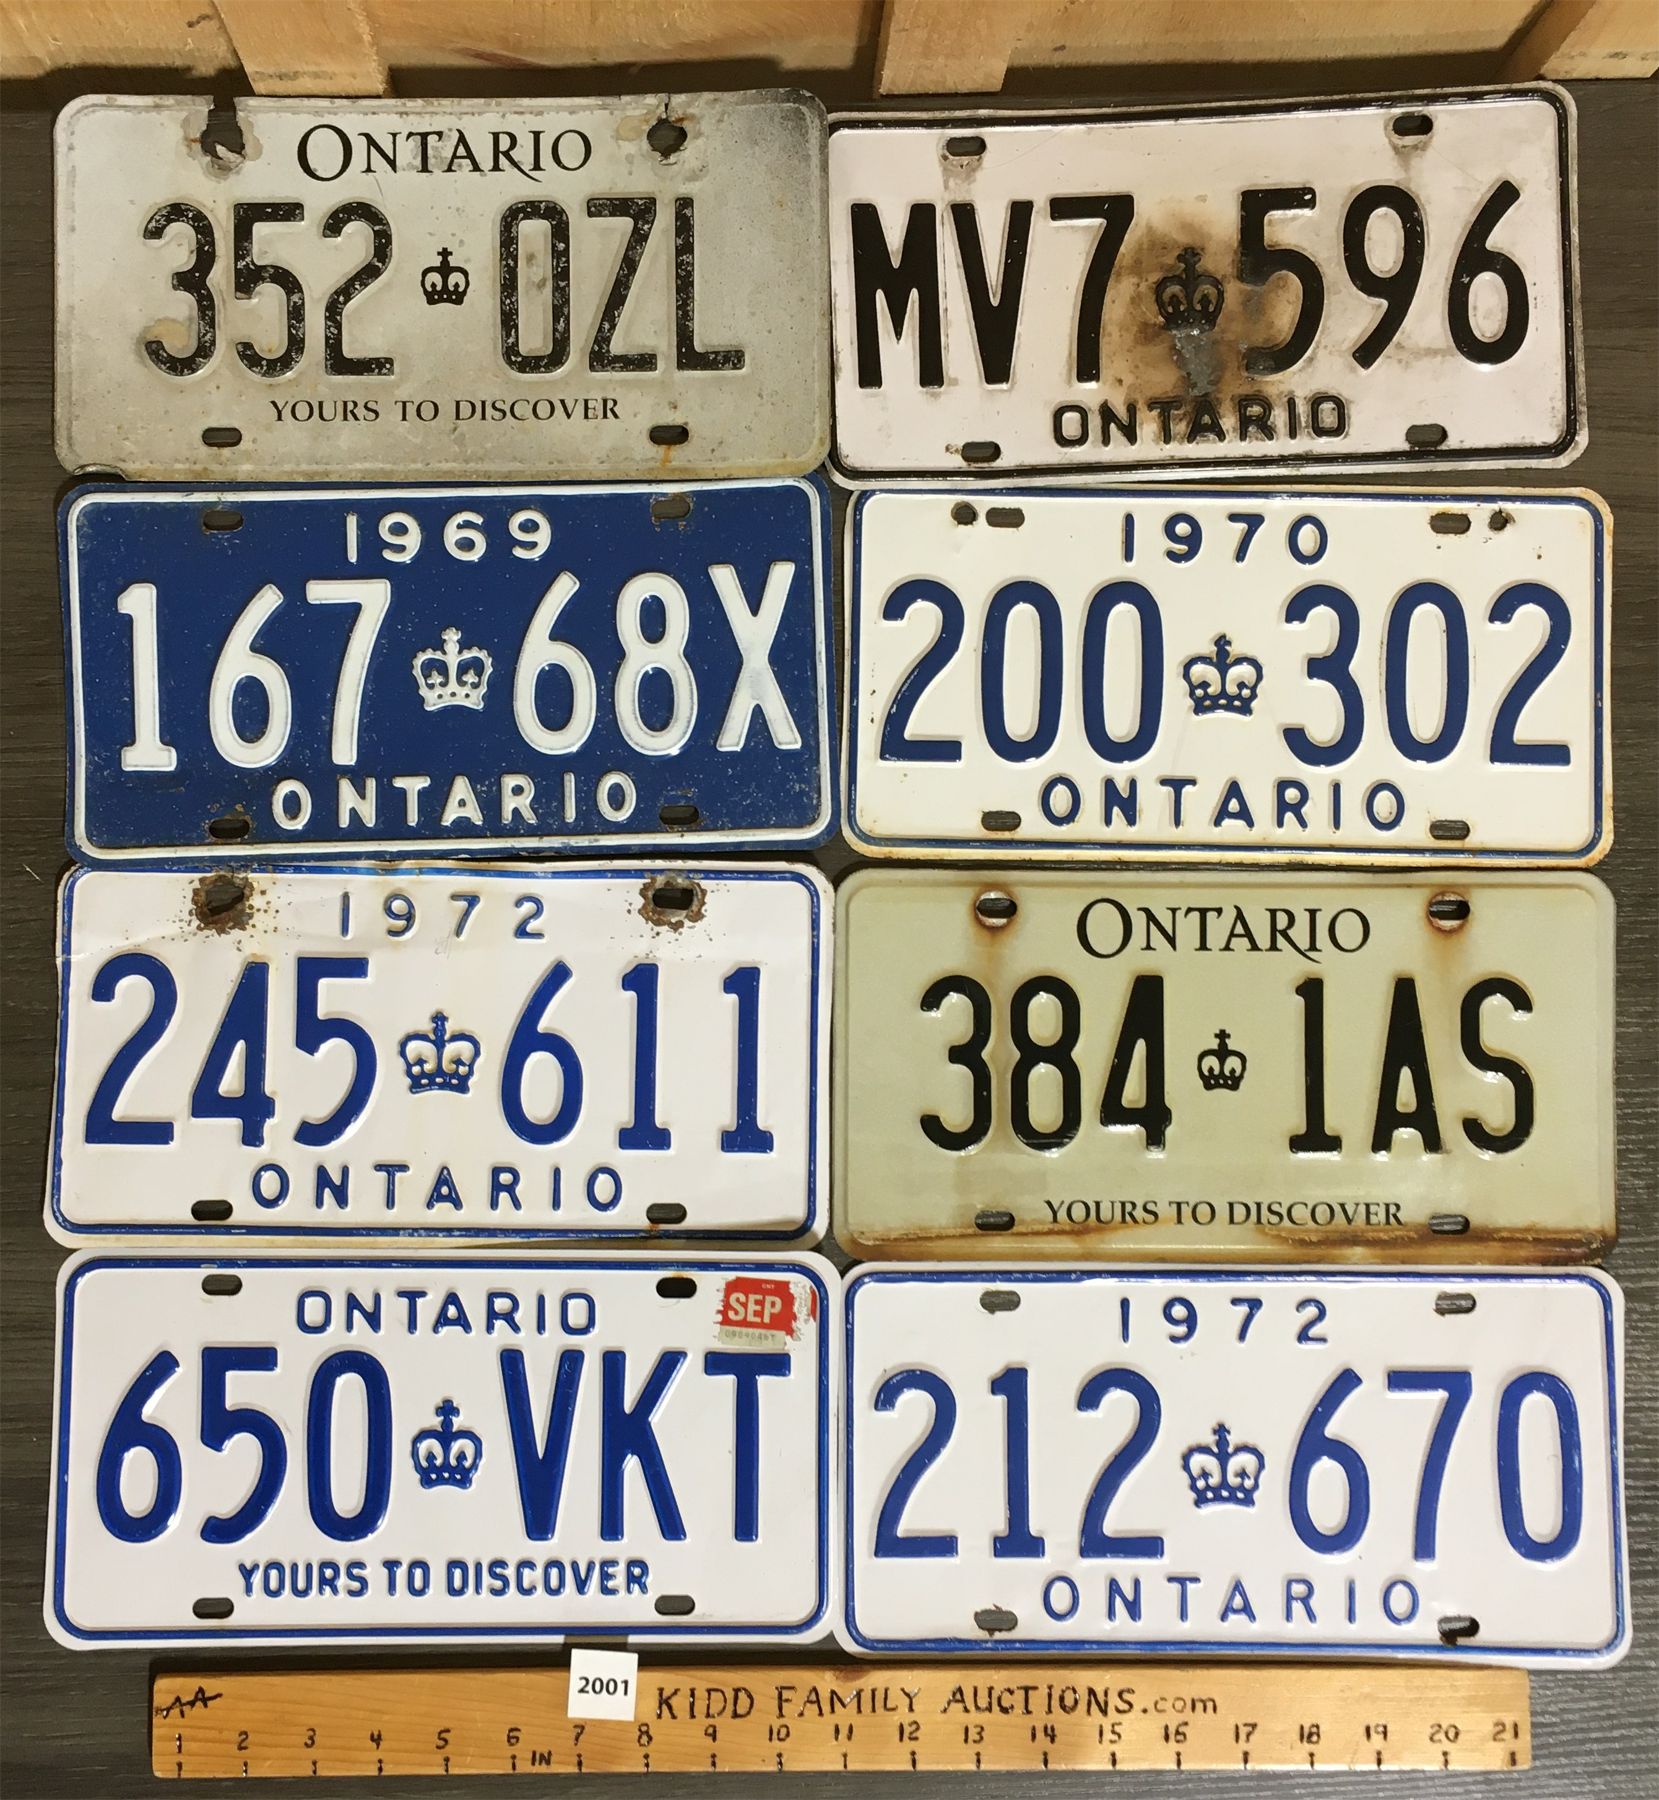 ONTARIO
352 OZL
YOURS TO DISCOVER
MV7 596
ONTARIO
1969
167 68X
ONTARIO
1970
200 302
ONTARIO
1972
245 611
ONTARIO
ONTARIO
384 1AS
YOURS TO DISCOVER
ONTARIO
SEP
650 VKT
YOURS TO DISCOVER
1972
212 670
ONTARIO
2001
KIDD FAMILY AUCTIONS.com
1 2 3 4 5 6 7 8 9 10 11 12 13 14 15 16 17 18 19 20 21
IN